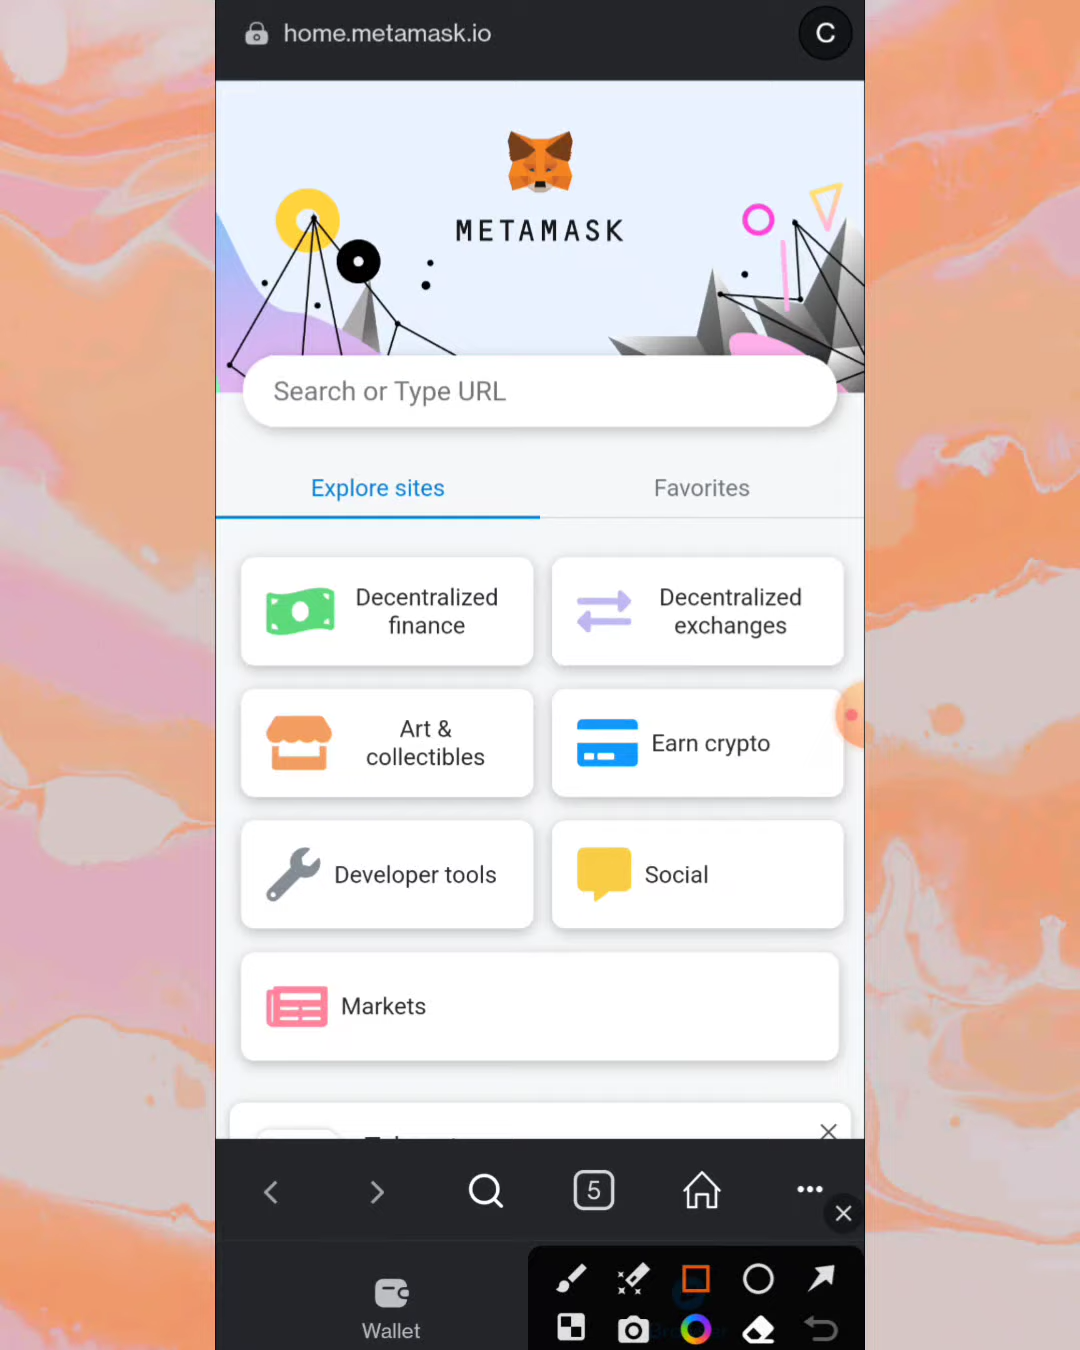 home.metamask.io
C
METAMASK
Search or Type URL
Explore sites
Favorites
Decentralized
finance
Decentralized
exchanges
Art &
collectibles
Earn crypto
Developer tools
Social
Markets
5
Wallet